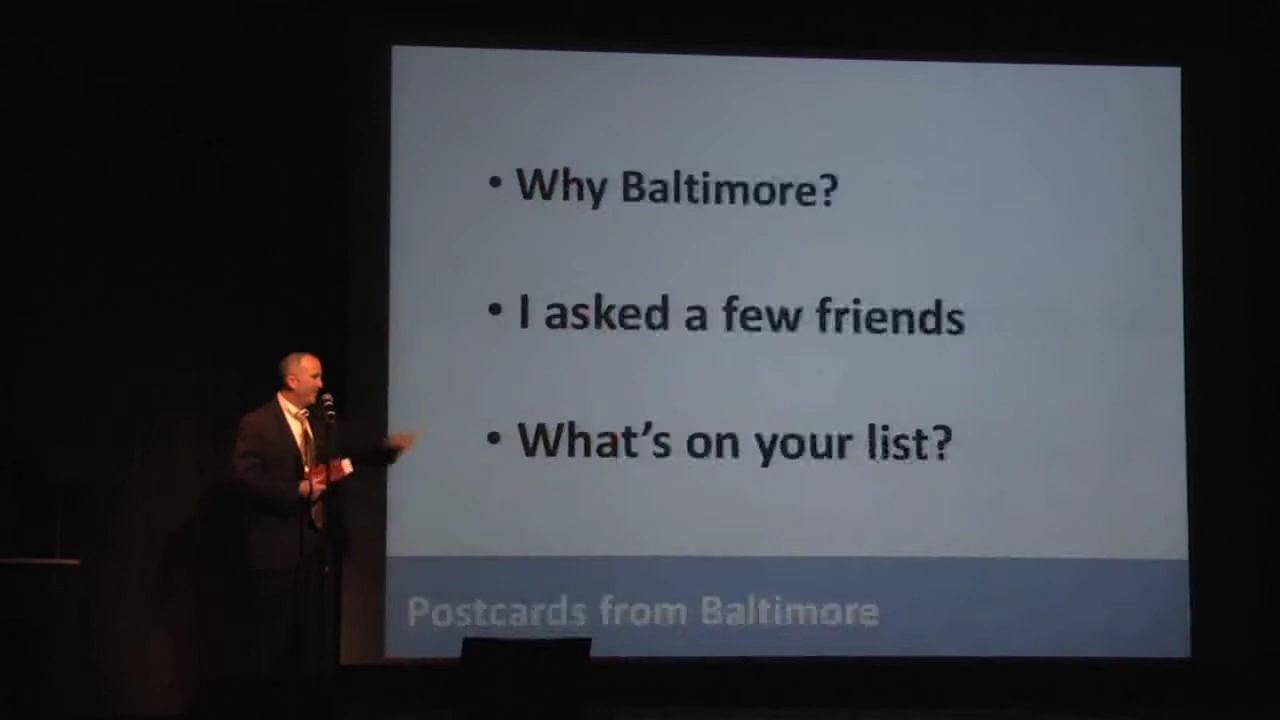 • Why Baltimore?
• I asked a few friends
• What's on your list?
Postcards from Baltimore